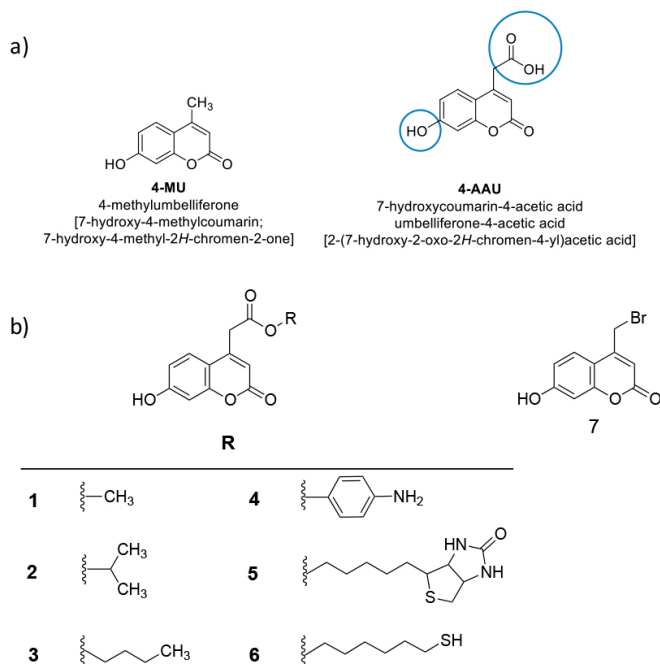 a)
CH3
HO
O
O
4-MU
4-methylumbelliferone
[7-hydroxy-4-methylcoumarin;
7-hydroxy-4-methyl-2H-chromen-2-one]
O
OH
HO
O
O
4-AAU
7-hydroxycoumarin-4-acetic acid
umbelliferone-4-acetic acid
[2-(7-hydroxy-2-oxo-2H-chromen-4-yl)acetic acid]
b)
O
O
R
HO
O
O
R
Br
HO
O
O
7
1 CH3
4 NH2
2 CH3
CH3
5 HN
O
NH
S
3 CH3
6 SH